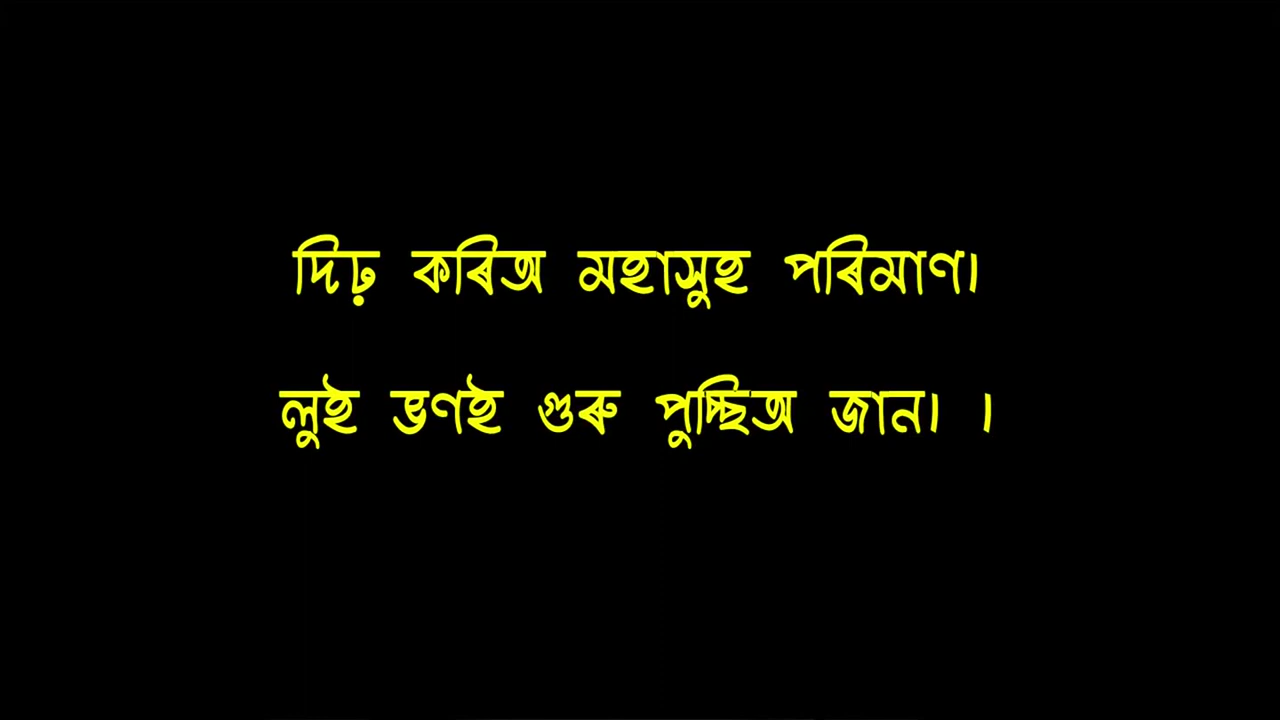 দিঢ় কৰিঅ মহাসুহ পৰিমাণ।
লুই ভণই গুৰু পুচ্ছিঅ জান। ।